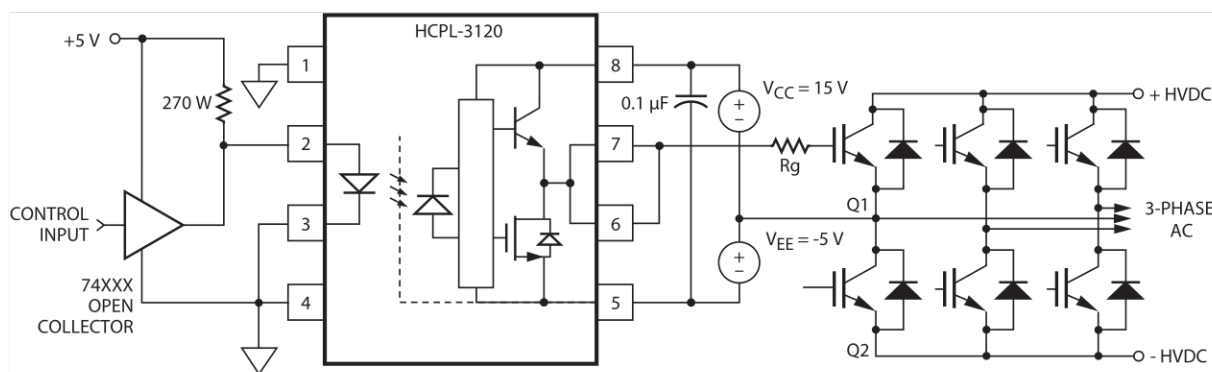 HCPL-3120
+5 V
1
8
270 W
0.1 µF
VCC = 15 V
+
−
+ HVDC
2
7
Rg
Q1
3-PHASE
AC
CONTROL
INPUT
3
6
VEE = -5 V
+
−
74XXX
OPEN
COLLECTOR
4
5
Q2
- HVDC